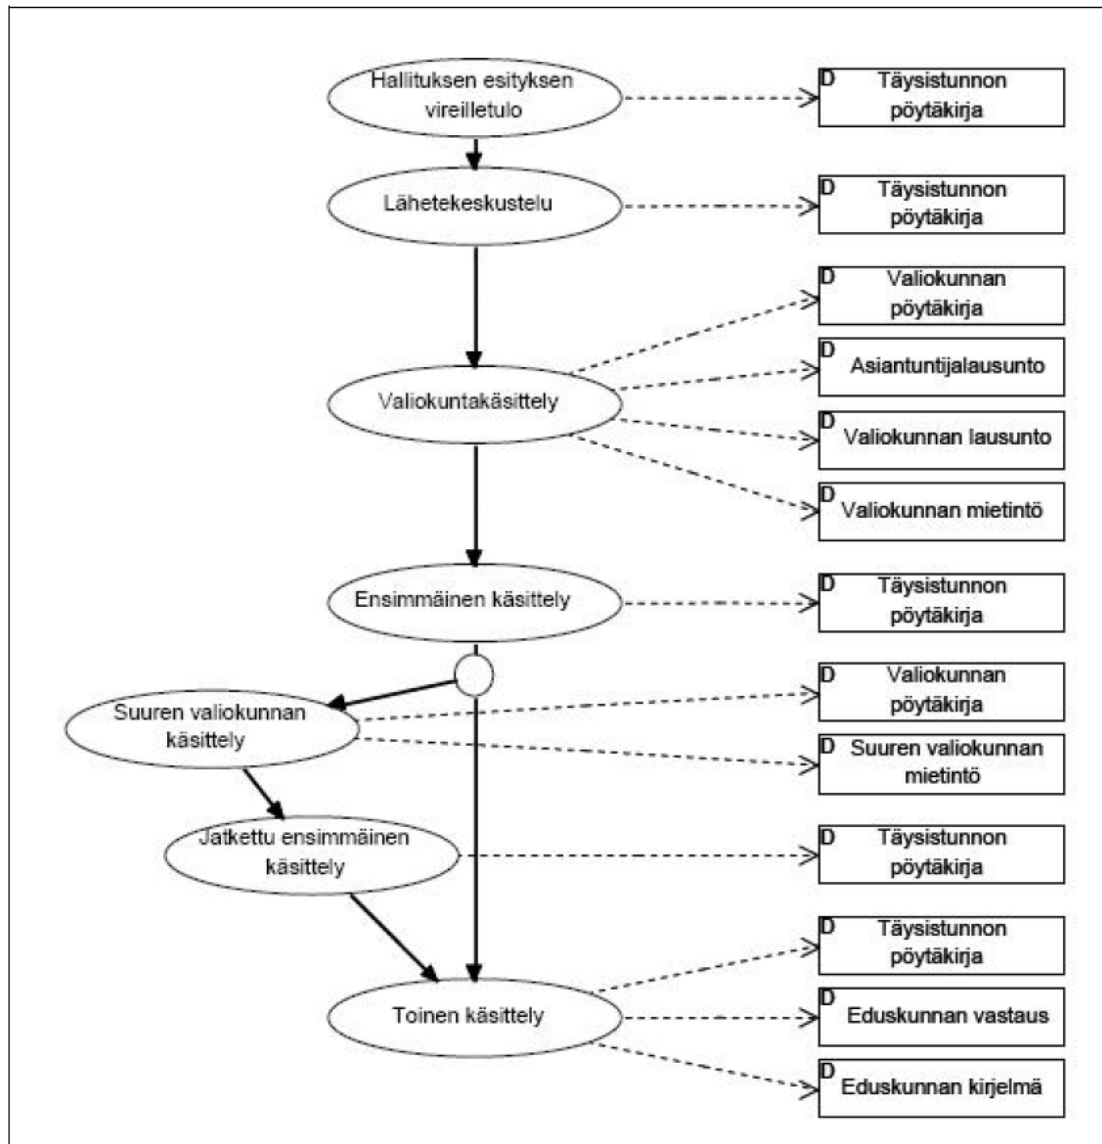 Hallituksen esityksen
vireilletulo
D Täysistunnon
pöytäkirja
Lähetekeskustelu
D Täysistunnon
pöytäkirja
D Valiokunnan
pöytäkirja
D Asiantuntijalausunto
Valiokuntakäsittely
D Valiokunnan lausunto
D Valiokunnan mietintö
Ensimmäinen käsittely
D Täysistunnon
pöytäkirja
D Valiokunnan
pöytäkirja
Suuren valiokunnan
käsittely
D Suuren valiokunnan
mietintö
Jatkettu ensimmäinen
käsittely
D Täysistunnon
pöytäkirja
D Täysistunnon
pöytäkirja
Toinen käsittely
D Eduskunnan vastaus
D Eduskunnan kirjelmä